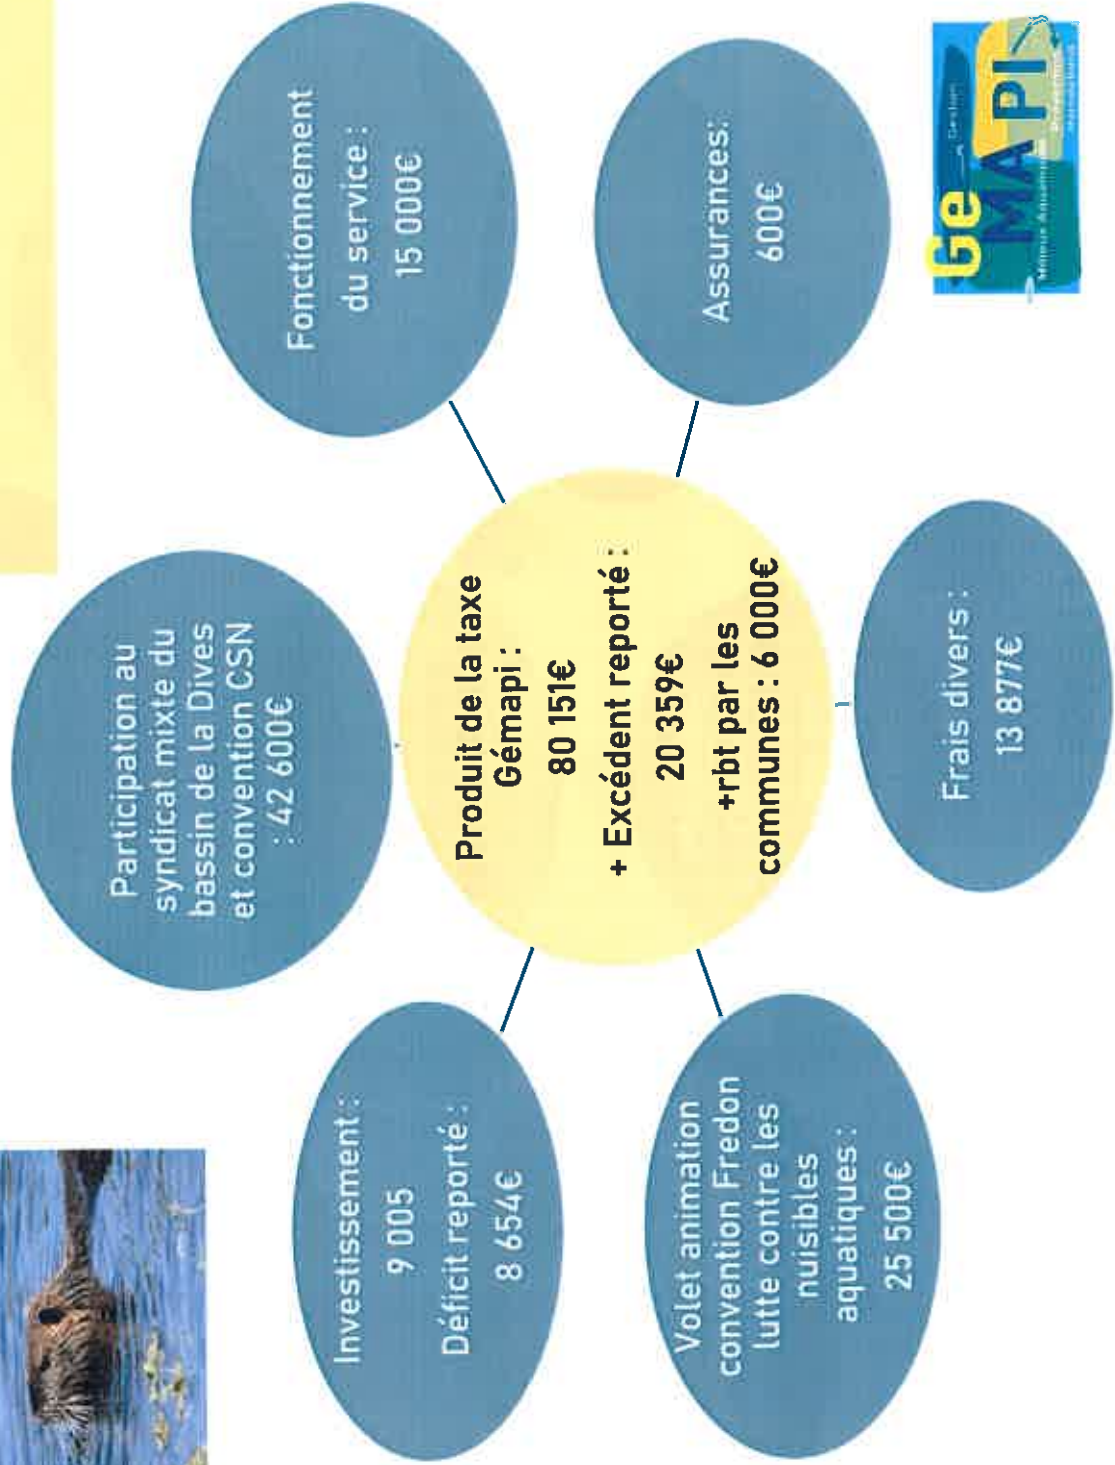 Participation au
syndicat mixte du
bassin de la Dives
et convention CSN
: 42 600€
Fonctionnement
du service :
15 000€
Investissement :
9 005
Déficit reporté :
8 654€
Produit de la taxe
Gémapi :
80 151€
+ Excédent reporté :
20 359€
+rbt par les
communes : 6 000€
Assurances:
600€
Volet animation
convention Fredon
lutte contre les
nuisibles
aquatiques :
25 500€
Frais divers :
13 877€
Ge
Gestion
MA PI
Milieux Aquatiques